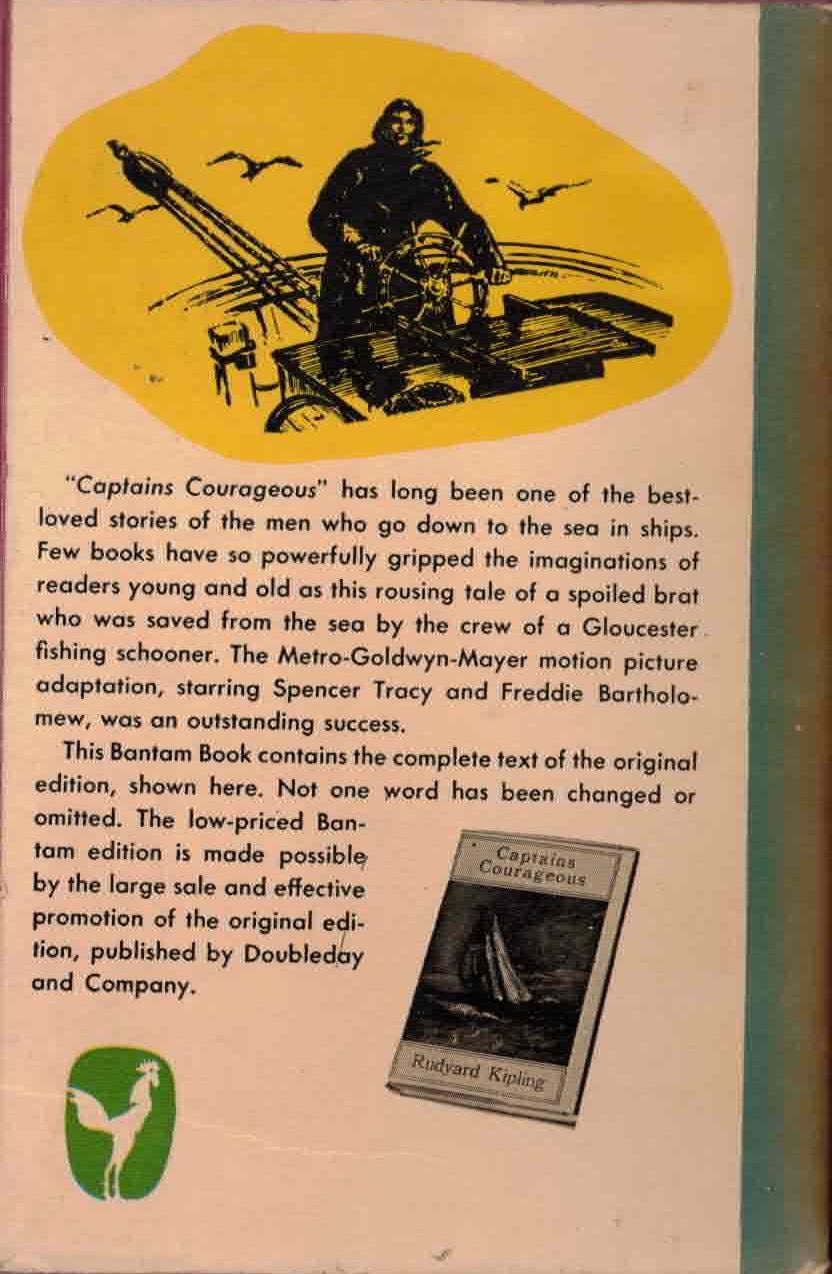 "Captains Courageous" has long been one of the best-
loved stories of the men who go down to the sea in ships.
Few books have so powerfully gripped the imaginations of
readers young and old as this rousing tale of a spoiled brat
who was saved from the sea by the crew of a Gloucester
fishing schooner. The Metro-Goldwyn-Mayer motion picture
adaptation, starring Spencer Tracy and Freddie Bartholo-
mew, was an outstanding success.
This Bantam Book contains the complete text of the original
edition, shown here. Not one word has been changed or
omitted. The low-priced Ban-
tam edition is made possible
by the large sale and effective
promotion of the original edi-
tion, published by Doubleday
and Company.
Captains
Courageous
Rudyard Kipling